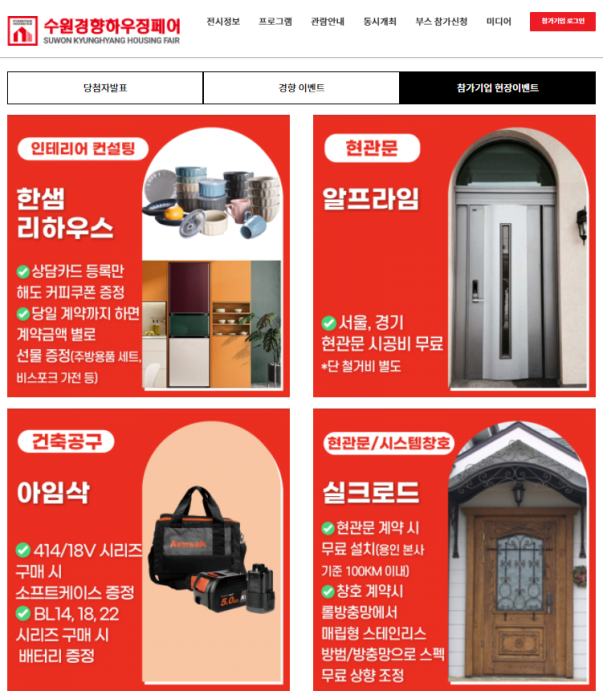 수원경향하우징페어
SUWON KYUNGHYANG HOUSING FAIR
전시정보 프로그램 관람안내 동시개최 부스 참가신청 미디어 참가기업 로그인
당첨자발표 경향 이벤트 참가기업 현장이벤트
인테리어 컨설팅
한샘
리하우스
상담카드 등록만
해도 커피쿠폰 증정
당일 계약까지 하면
계약금액 별로
선물 증정(주방용품 세트,
비스포크 가전 등)
현관문
알프라임
서울, 경기
현관문 시공비 무료
*단 철거비 별도
건축공구
아임삭
414/18V 시리즈
구매 시
소프트케이스 증정
BL14, 18, 22
시리즈 구매 시
배터리 증정
5.0
현관문/시스템창호
실크로드
현관문 계약 시
무료 설치(용인 본사
기준 100KM 이내)
창호 계약시
롤방충망에서
매립형 스테인리스
방범/방충망으로 스펙
무료 상향 조정